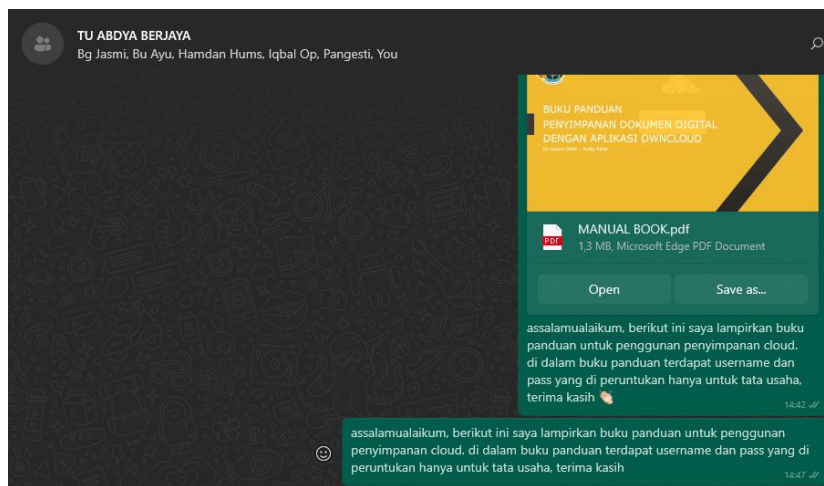 TU ABDYA BERJAYA
Bg Jasmi, Bu Ayu, Hamdan Hums, Iqbal Op, Pangesti, You
BUKU PANDUAN
PENYIMPANAN DOKUMEN DIGITAL
DENGAN APLIKASI OWNCLOUD
PDF
MANUAL BOOK.pdf
1,3 MB, Microsoft Edge PDF Document
Open
Save as...
assalamualaikum, berikut ini saya lampirkan buku
panduan untuk penggunan penyimpanan cloud.
di dalam buku panduan terdapat username dan
pass yang di peruntukan hanya untuk tata usaha,
terima kasih 👏🏻
14:42
assalamualaikum, berikut ini saya lampirkan buku panduan untuk penggunan
penyimpanan cloud. di dalam buku panduan terdapat username dan pass yang di
peruntukan hanya untuk tata usaha, terima kasih
14:47